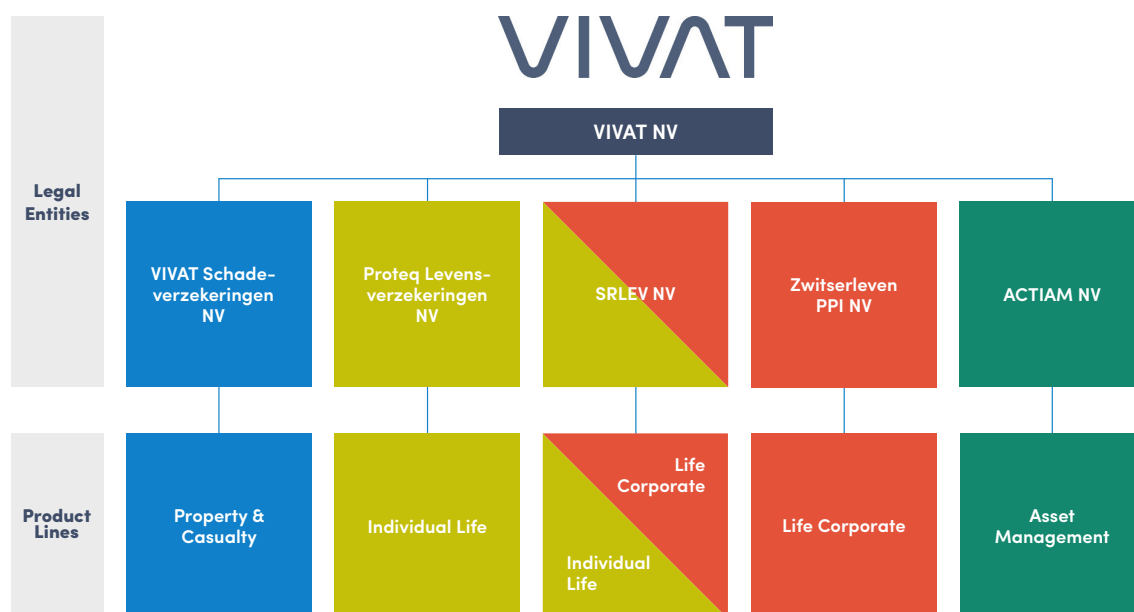 VIVAT
VIVAT NV
Legal
Entities
VIVAT Schade-
verzekeringen
NV
Proteq Levens-
verzekeringen
NV
SRLEV NV
Zwitserleven
PPI NV
ACTIAM NV
Product
Lines
Property &
Casualty
Individual Life
Life
Corporate
Individual
Life
Life Corporate
Asset
Management